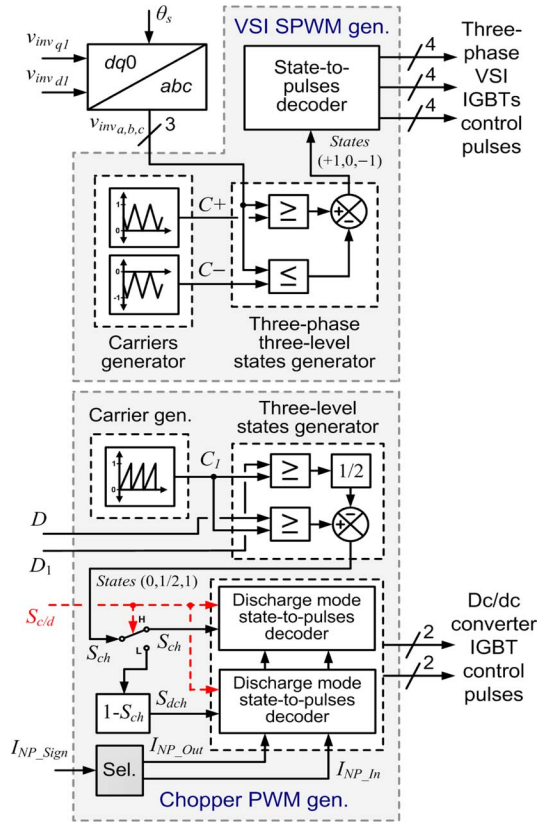 θs
VSI SPWM gen.
Three-
phase
VSI
IGBTs
control
pulses
vinv q1
vinv d1
dq0
abc
State-to-
pulses
decoder
4
4
4
vinv a,b,c
3
States
(+1,0,−1)
1
0
C+
≥
+
−
-1
0
C−
≤
Carriers
generator
Three-phase
three-level
states generator
Carrier gen.
Three-level
states generator
1
0
C1
≥
1/2
−
+
≥
D
D1
States (0,1/2,1)
Sc/d
H
L
Sch
Sch
Discharge mode
state-to-pulses
decoder
Dc/dc
converter
IGBT
control
pulses
2
2
1-Sch
Sdch
Discharge mode
state-to-pulses
decoder
INP_Sign
Sel.
INP_Out
INP_In
Chopper PWM gen.